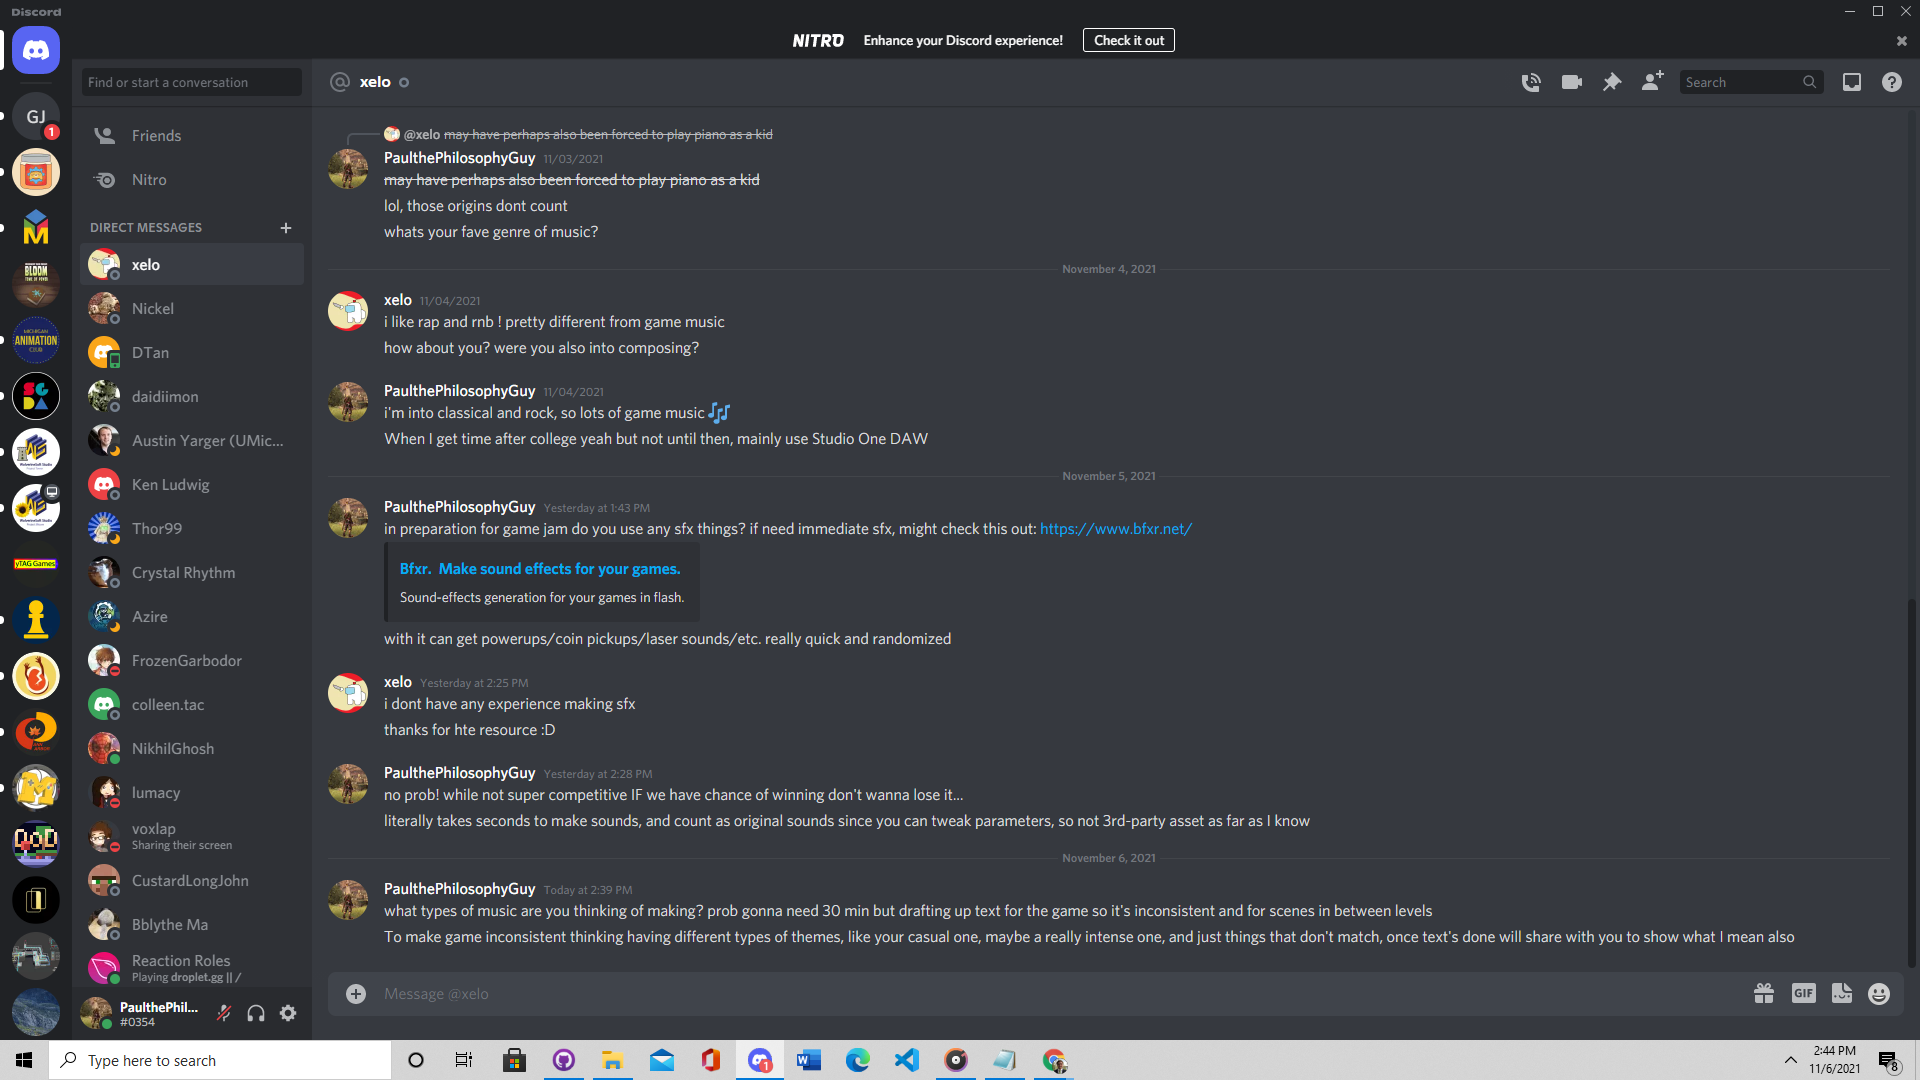 Discord
NITRO Enhance your Discord experience! Check it out
Find or start a conversation
@ xelo
Search
GJ
1
Friends
Nitro
DIRECT MESSAGES
xelo
Nickel
DTan
daidiimon
Austin Yarger (UMic...
Ken Ludwig
Thor99
Crystal Rhythm
Azire
FrozenGarbodor
colleen.tac
NikhilGhosh
lumacy
voxlap
Sharing their screen
CustardLongJohn
Bblythe Ma
Reaction Roles
Playing droplet.gg || /
PaulthePhil...
#0354
BLOOM
MICHIGAN
ANIMATION
CLUB
yTAG Games
@xelo may have perhaps also been forced to play piano as a kid
PaulthePhilosophyGuy 11/03/2021
may have perhaps also been forced to play piano as a kid
lol, those origins dont count
whats your fave genre of music?
November 4, 2021
xelo 11/04/2021
i like rap and rnb ! pretty different from game music
how about you? were you also into composing?
PaulthePhilosophyGuy 11/04/2021
i'm into classical and rock, so lots of game music 🎶
When I get time after college yeah but not until then, mainly use Studio One DAW
November 5, 2021
PaulthePhilosophyGuy Yesterday at 1:43 PM
in preparation for game jam do you use any sfx things? if need immediate sfx, might check this out: https://www.bfxr.net/
Bfxr. Make sound effects for your games.
Sound-effects generation for your games in flash.
with it can get powerups/coin pickups/laser sounds/etc. really quick and randomized
xelo Yesterday at 2:25 PM
i dont have any experience making sfx
thanks for hte resource :D
PaulthePhilosophyGuy Yesterday at 2:28 PM
no prob! while not super competitive IF we have chance of winning don't wanna lose it...
literally takes seconds to make sounds, and count as original sounds since you can tweak parameters, so not 3rd-party asset as far as I know
November 6, 2021
PaulthePhilosophyGuy Today at 2:39 PM
what types of music are you thinking of making? prob gonna need 30 min but drafting up text for the game so it's inconsistent and for scenes in between levels
To make game inconsistent thinking having different types of themes, like your casual one, maybe a really intense one, and just things that don't match, once text's done will share with you to show what I mean also
Message @xelo
GIF
Type here to search
1
2:44 PM
11/6/2021
8